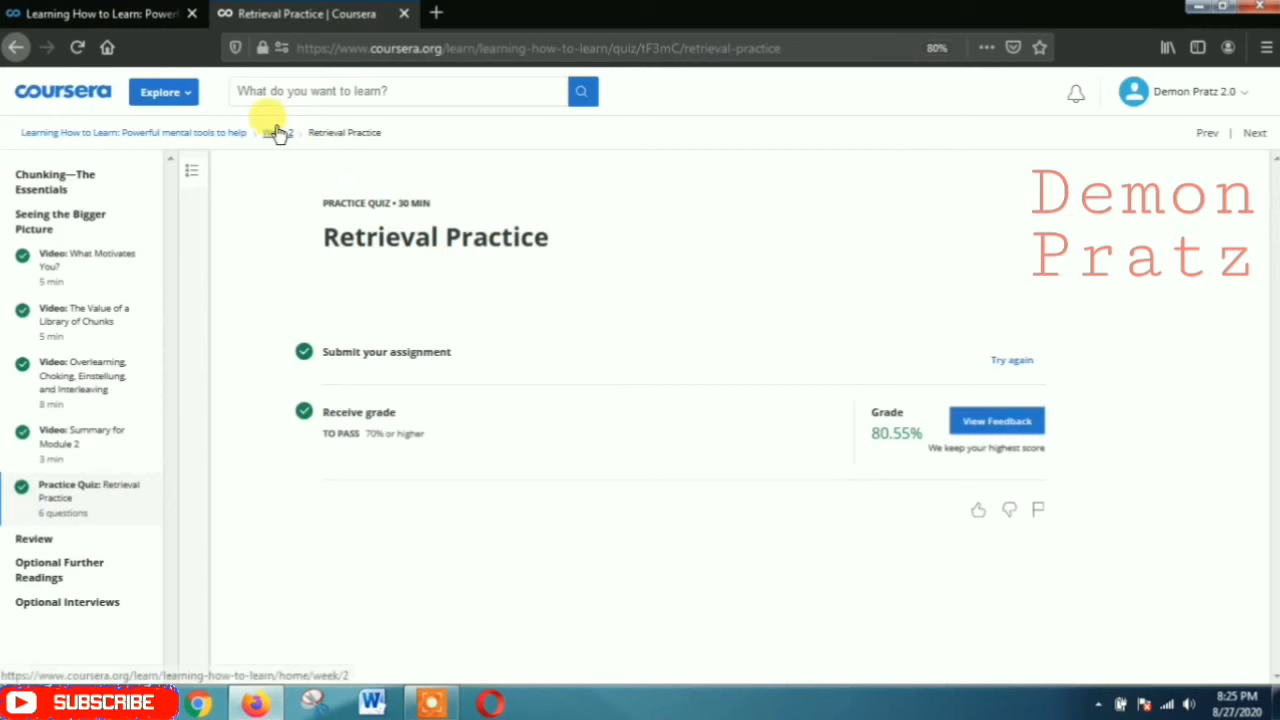 Learning How to Learn: Powerf
Retrieval Practice | Coursera
https://www.coursera.org/learn/learning-how-to-learn/quiz/tF3mC/retrieval-practice
80%
coursera
Explore
What do you want to learn?
Demon Pratz 2.0
Learning How to Learn: Powerful mental tools to help
Retrieval Practice
Prev | Next
Chunking—The
Essentials
Seeing the Bigger
Picture
Video: What Motivates
You?
5 min
Video: The Value of a
Library of Chunks
5 min
Video: Overlearning,
Choking, Einstellung,
and Interleaving
8 min
Video: Summary for
Module 2
3 min
Practice Quiz: Retrieval
Practice
6 questions
Review
Optional Further
Readings
Optional Interviews
PRACTICE QUIZ • 30 MIN
Retrieval Practice
Demon
Pratz
Submit your assignment
Try again
Receive grade
TO PASS 70% or higher
Grade
80.55%
View Feedback
We keep your highest score
https://www.coursera.org/learn/learning-how-to-learn/home/week/2
SUBSCRIBE
8:25 PM
8/27/2020